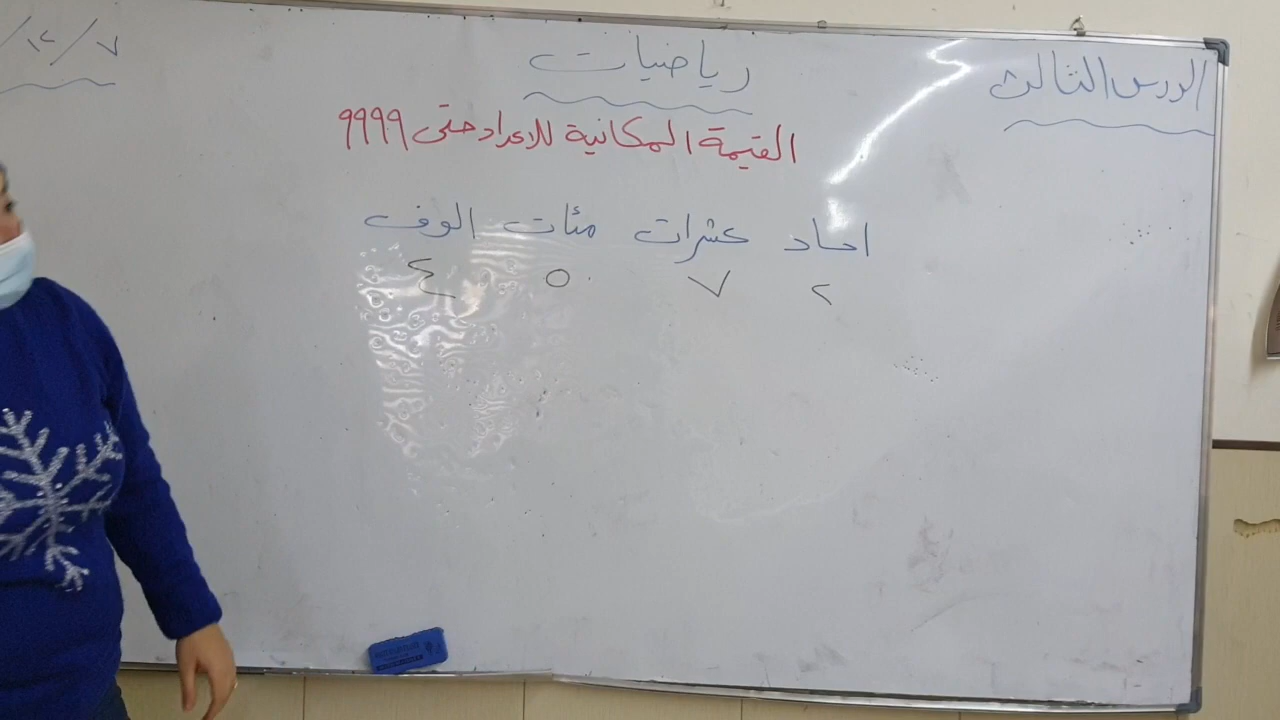 الدرس الثالث
رياضيات
٧/١٢/
القيمة المكانية للاعداد حتى ٩٩٩٩
احاد عشرات مئات الوف
٢ ٧ ٥ ٤